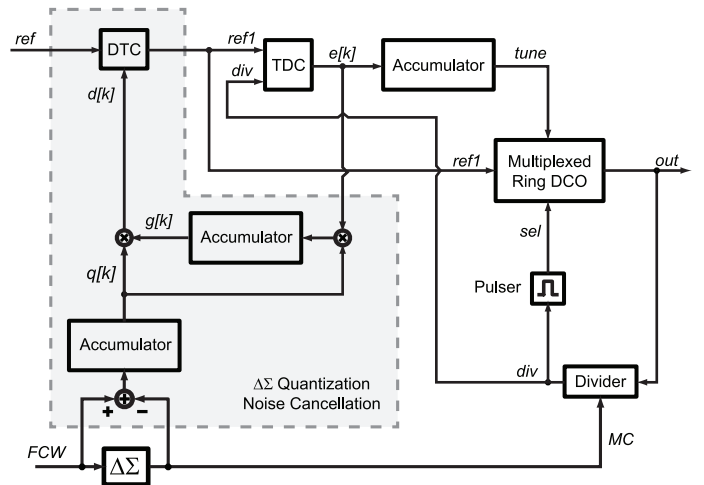 ref
DTC
ref1
div
TDC
e[k]
Accumulator
tune
d[k]
ref1
Multiplexed
Ring DCO
out
g[k]
Accumulator
sel
q[k]
Pulser
Accumulator
ΔΣ Quantization
Noise Cancellation
div
Divider
+
−
FCW
ΔΣ
MC